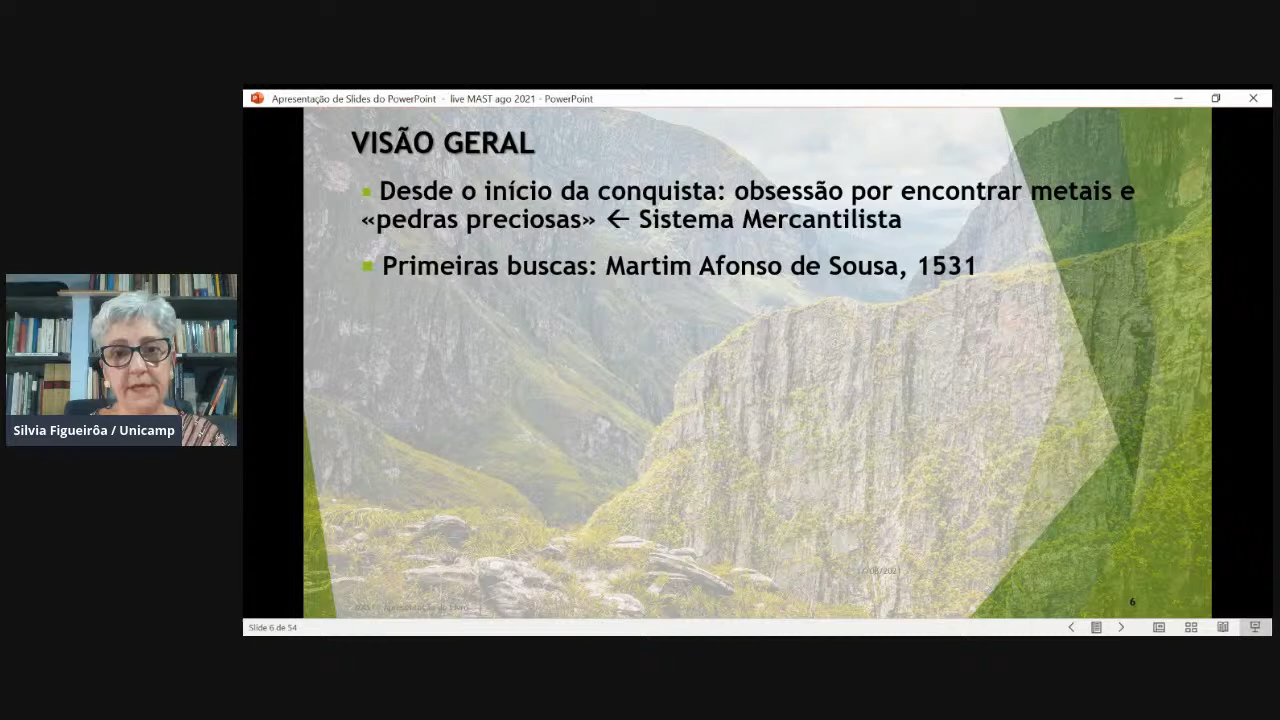 Apresentação de Slides do PowerPoint - live MAST ago 2021 - PowerPoint
VISÃO GERAL
Desde o início da conquista: obsessão por encontrar metais e
«pedras preciosas» ← Sistema Mercantilista
Primeiras buscas: Martim Afonso de Sousa, 1531
Silvia Figueirôa / Unicamp
6
Slide 6 de 54